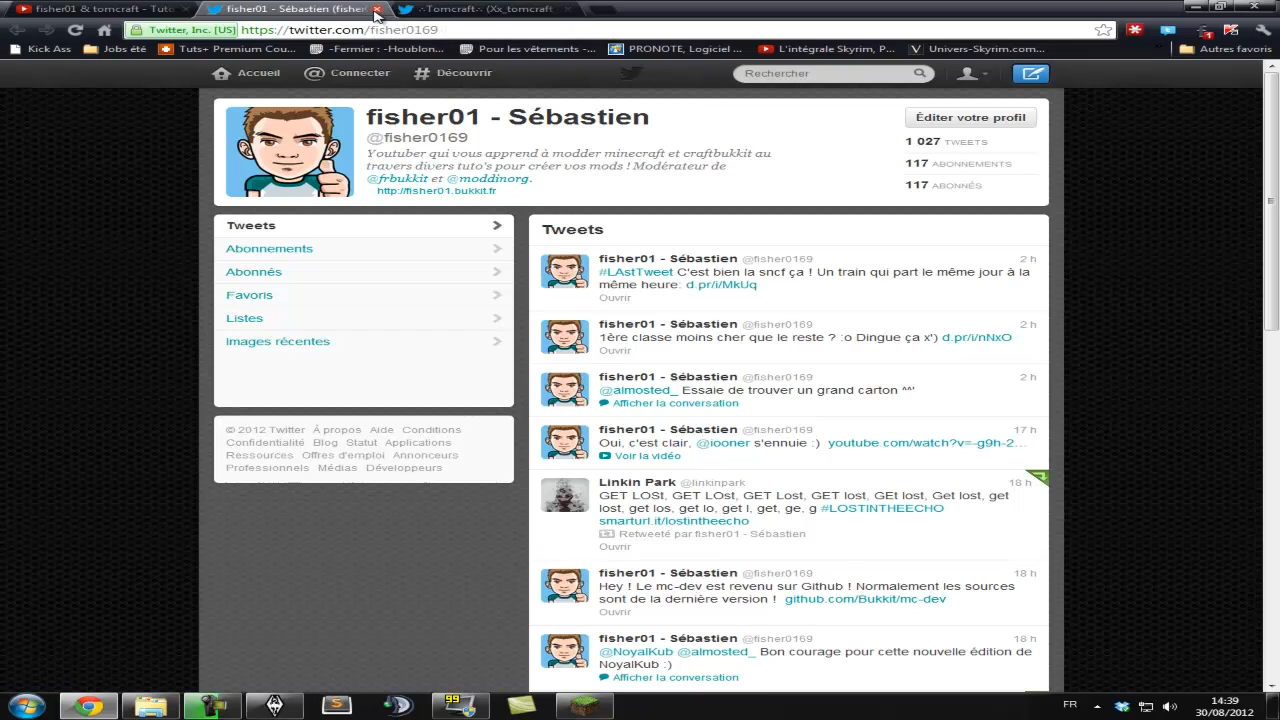 fisher01 & tomcraft - Tuto
fisher01 - Sébastien (fisher
-:Tomcraft:- (Xx_tomcraft
Twitter, Inc. [US] https://twitter.com/fisher0169
Kick Ass
Jobs été
Tuts+ Premium Cou...
-Fermier : -Houblon...
Pour les vêtements -...
PRONOTE, Logiciel ...
L'intégrale Skyrim, P...
Univers-Skyrim.com...
Autres favoris
Accueil
@ Connecter
# Découvrir
Rechercher
fisher01 - Sébastien
@fisher0169
Youtuber qui vous apprend à modder minecraft et craftbukkit au
travers divers tuto's pour créer vos mods ! Modérateur de
@frbukkit et @moddinorg.
http://fisher01.bukkit.fr
Éditer votre profil
1 027 TWEETS
117 ABONNEMENTS
117 ABONNÉS
Tweets
Abonnements
Abonnés
Favoris
Listes
Images récentes
© 2012 Twitter À propos Aide Conditions
Confidentialité Blog Statut Applications
Ressources Offres d'emploi Annonceurs
Professionnels Médias Développeurs
Tweets
fisher01 - Sébastien @fisher0169 2 h
#LAstTweet C'est bien la sncf ça ! Un train qui part le même jour à la
même heure: d.pr/i/MkUq
Ouvrir
fisher01 - Sébastien @fisher0169 2 h
1ère classe moins cher que le reste ? :o Dingue ça x') d.pr/i/nNxO
Ouvrir
fisher01 - Sébastien @fisher0169 2 h
@almosted_ Essaie de trouver un grand carton ^^'
Afficher la conversation
fisher01 - Sébastien @fisher0169 17 h
Oui, c'est clair, @iooner s'ennuie :) youtube.com/watch?v=-g9h-2...
Voir la vidéo
Linkin Park @linkinpark 18 h
GET LOSt, GET LOst, GET Lost, GET lost, GEt lost, Get lost, get
lost, get los, get lo, get l, get, ge, g #LOSTINTHEECHO
smarturl.it/lostintheecho
Retweeté par fisher01 - Sébastien
Ouvrir
fisher01 - Sébastien @fisher0169 18 h
Hey ! Le mc-dev est revenu sur Github ! Normalement les sources
sont de la dernière version ! github.com/Bukkit/mc-dev
Ouvrir
fisher01 - Sébastien @fisher0169 18 h
@NoyalKub @almosted_ Bon courage pour cette nouvelle édition de
NoyalKub :)
Afficher la conversation
99
FR
14:39
30/08/2012